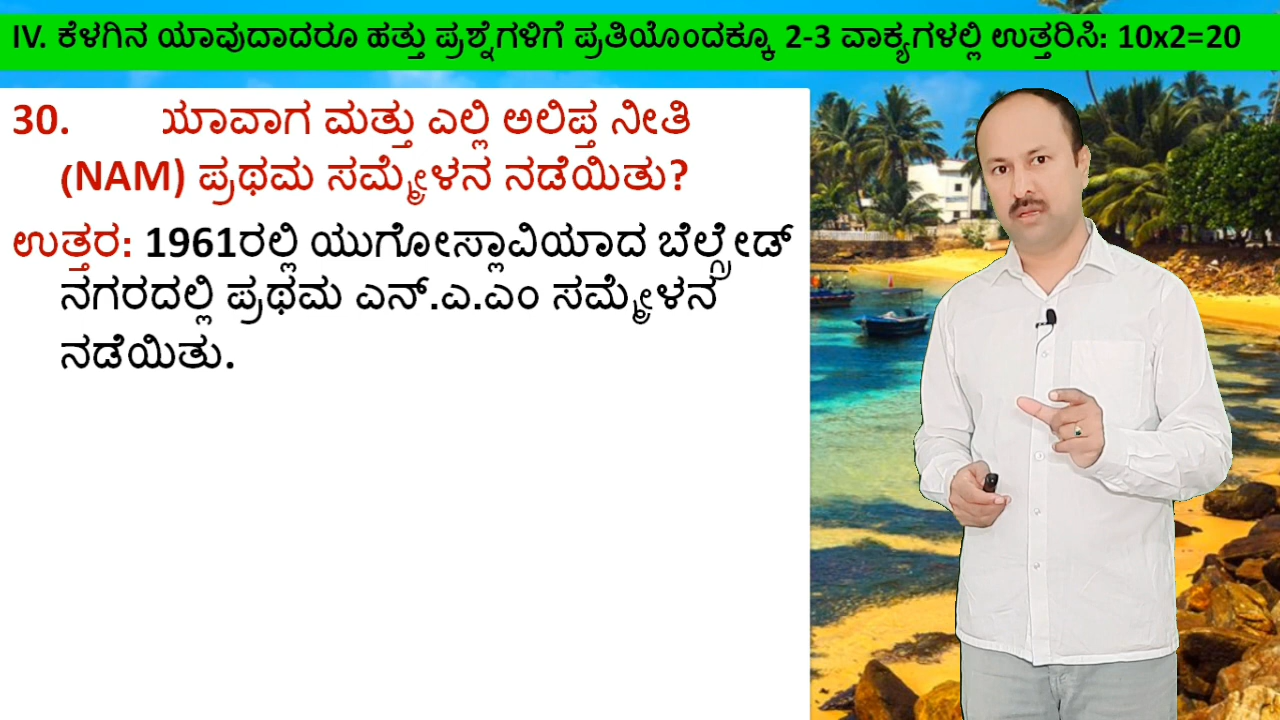 IV. ಕೆಳಗಿನ ಯಾವುದಾದರೂ ಹತ್ತು ಪ್ರಶ್ನೆಗಳಿಗೆ ಪ್ರತಿಯೊಂದಕ್ಕೂ 2-3 ವಾಕ್ಯಗಳಲ್ಲಿ ಉತ್ತರಿಸಿ: 10x2=20
30. ಯಾವಾಗ ಮತ್ತು ಎಲ್ಲಿ ಅಲಿಪ್ತ ನೀತಿ
(NAM) ಪ್ರಥಮ ಸಮ್ಮೇಳನ ನಡೆಯಿತು?
ಉತ್ತರ: 1961ರಲ್ಲಿ ಯುಗೋಸ್ಲಾವಿಯಾದ ಬೆಲ್ಗ್ರೇಡ್
ನಗರದಲ್ಲಿ ಪ್ರಥಮ ಎನ್.ಎ.ಎಂ ಸಮ್ಮೇಳನ
ನಡೆಯಿತು.